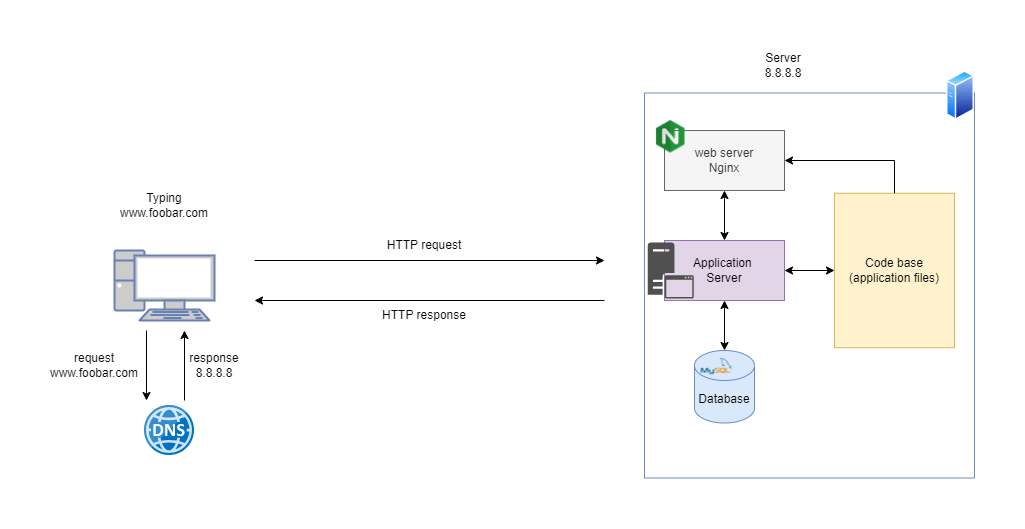 Server
8.8.8.8
web server
Nginx
Typing
www.foobar.com
HTTP request
Application
Server
Code base
(application files)
HTTP response
request
www.foobar.com
response
8.8.8.8
MySQL
Database
DNS